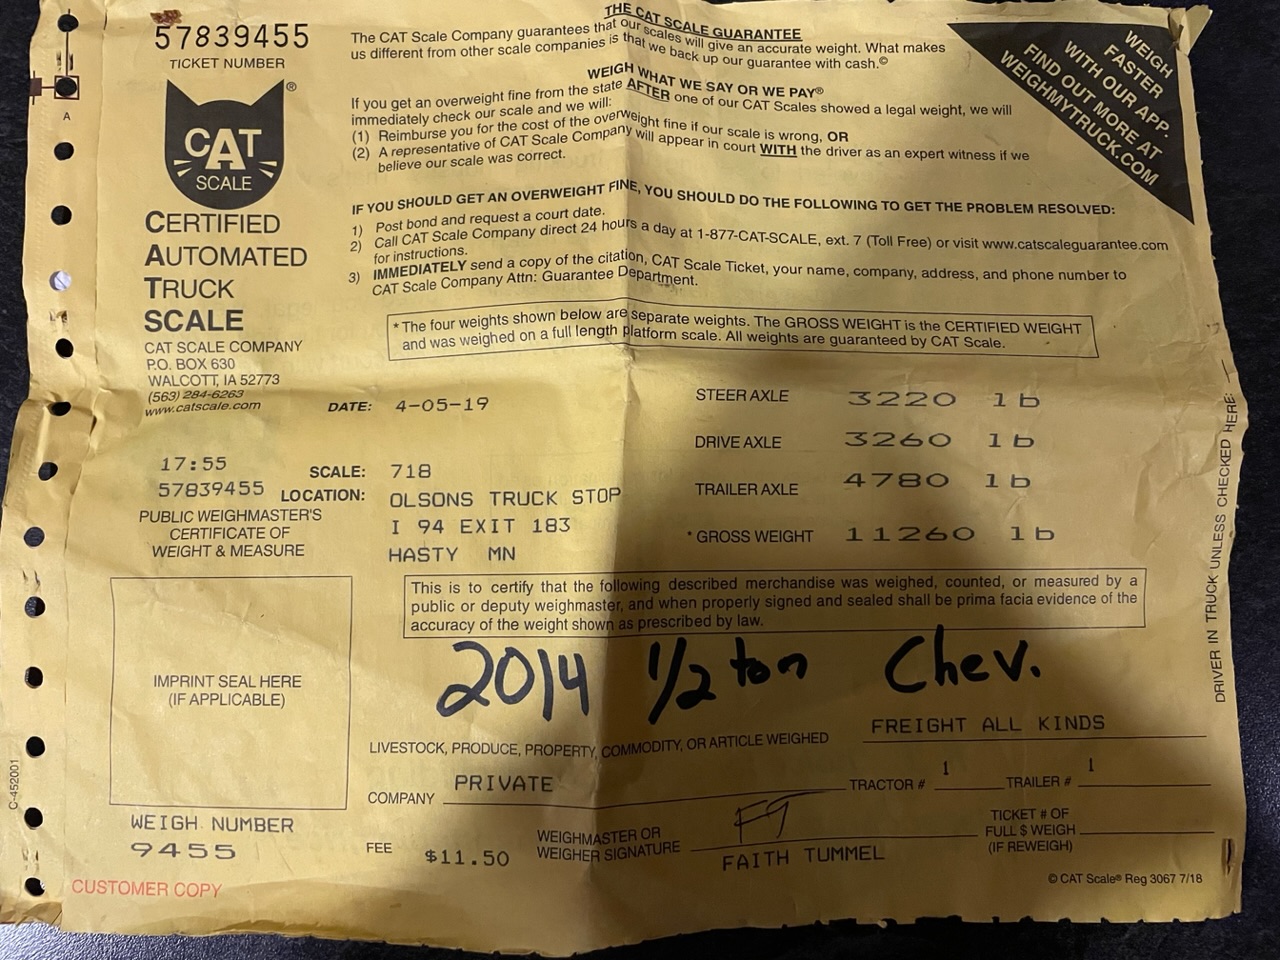 57839455
TICKET NUMBER
CAT
SCALE
®
CERTIFIED
AUTOMATED
TRUCK
SCALE
CAT SCALE COMPANY
P.O. BOX 630
WALCOTT, IA 52773
(563) 284-6263
www.catscale.com
THE CAT SCALE GUARANTEE
The CAT Scale Company guarantees that our scales will give an accurate weight. What makes
us different from other scale companies is that we back up our guarantee with cash.©
WEIGH WHAT WE SAY OR WE PAY®
If you get an overweight fine from the state AFTER one of our CAT Scales showed a legal weight, we will
immediately check our scale and we will:
(1) Reimburse you for the cost of the overweight fine if our scale is wrong, OR
(2) A representative of CAT Scale Company will appear in court WITH the driver as an expert witness if we
believe our scale was correct.
WEIGH
FASTER
WITH OUR APP.
FIND OUT MORE AT
WEIGHMYTRUCK.COM
IF YOU SHOULD GET AN OVERWEIGHT FINE, YOU SHOULD DO THE FOLLOWING TO GET THE PROBLEM RESOLVED:
1) Post bond and request a court date.
2) Call CAT Scale Company direct 24 hours a day at 1-877-CAT-SCALE, ext. 7 (Toll Free) or visit www.catscaleguarantee.com
for instructions.
3) IMMEDIATELY send a copy of the citation, CAT Scale Ticket, your name, company, address, and phone number to
CAT Scale Company Attn: Guarantee Department.
* The four weights shown below are separate weights. The GROSS WEIGHT is the CERTIFIED WEIGHT
and was weighed on a full length platform scale. All weights are guaranteed by CAT Scale.
DATE: 4-05-19
17:55
57839455
PUBLIC WEIGHMASTER'S
CERTIFICATE OF
WEIGHT & MEASURE
SCALE: 718
LOCATION: OLSONS TRUCK STOP
I 94 EXIT 183
HASTY MN
STEER AXLE 3220 lb
DRIVE AXLE 3260 lb
TRAILER AXLE 4780 lb
* GROSS WEIGHT 11260 lb
DRIVER IN TRUCK UNLESS CHECKED HERE:
This is to certify that the following described merchandise was weighed, counted, or measured by a
public or deputy weighmaster, and when properly signed and sealed shall be prima facia evidence of the
accuracy of the weight shown as prescribed by law.
IMPRINT SEAL HERE
(IF APPLICABLE)
2014 1/2 ton Chev.
FREIGHT ALL KINDS
LIVESTOCK, PRODUCE, PROPERTY, COMMODITY, OR ARTICLE WEIGHED
COMPANY PRIVATE
TRACTOR # 1 TRAILER # 1
WEIGH NUMBER
9455
FEE $11.50
WEIGHMASTER OR
WEIGHER SIGNATURE
FT
FAITH TUMMEL
TICKET # OF
FULL $ WEIGH
(IF REWEIGH)
CUSTOMER COPY
© CAT Scale® Reg 3067 7/18
C-452001
A